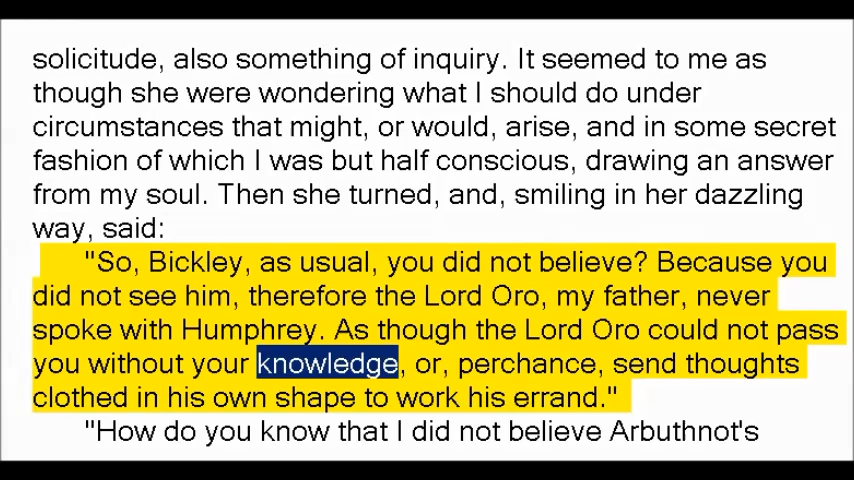 solicitude, also something of inquiry. It seemed to me as
though she were wondering what I should do under
circumstances that might, or would, arise, and in some secret
fashion of which I was but half conscious, drawing an answer
from my soul. Then she turned, and, smiling in her dazzling
way, said:
"So, Bickley, as usual, you did not believe? Because you
did not see him, therefore the Lord Oro, my father, never
spoke with Humphrey. As though the Lord Oro could not pass
you without your knowledge, or, perchance, send thoughts
clothed in his own shape to work his errand."
"How do you know that I did not believe Arbuthnot's